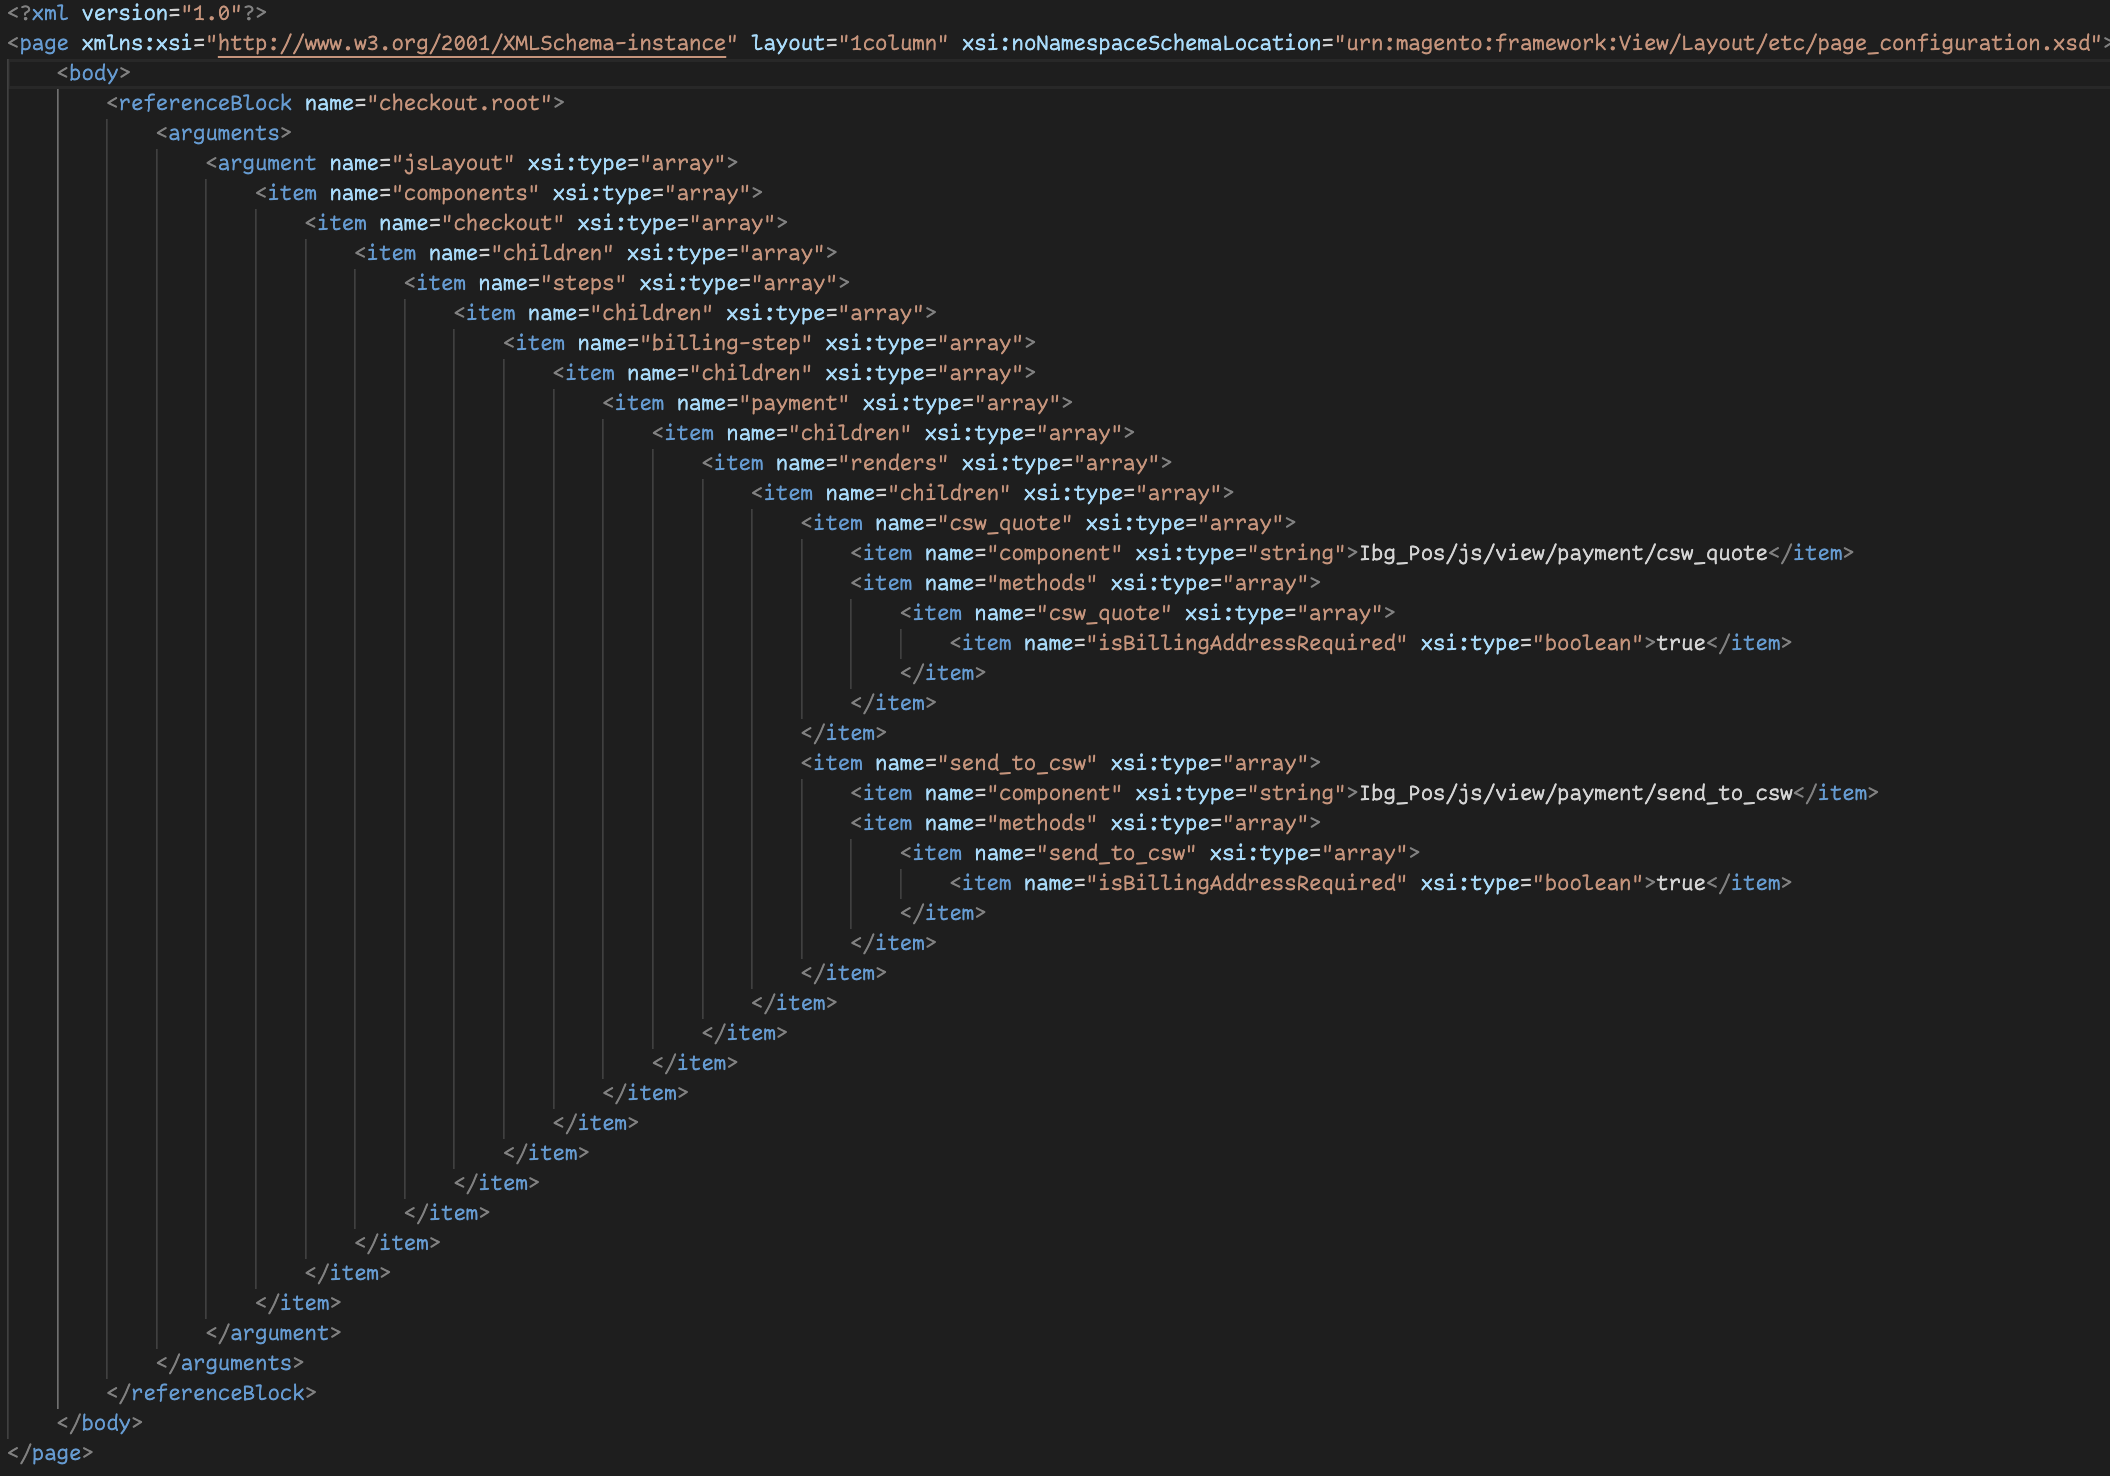 <?xml version="1.0"?>
<page xmlns:xsi="http://www.w3.org/2001/XMLSchema-instance" layout="1column" xsi:noNamespaceSchemaLocation="urn:magento:framework:View/Layout/etc/page_configuration.xsd">
    <body>
        <referenceBlock name="checkout.root">
            <arguments>
                <argument name="jsLayout" xsi:type="array">
                    <item name="components" xsi:type="array">
                        <item name="checkout" xsi:type="array">
                            <item name="children" xsi:type="array">
                                <item name="steps" xsi:type="array">
                                    <item name="children" xsi:type="array">
                                        <item name="billing-step" xsi:type="array">
                                            <item name="children" xsi:type="array">
                                                <item name="payment" xsi:type="array">
                                                    <item name="children" xsi:type="array">
                                                        <item name="renders" xsi:type="array">
                                                            <item name="children" xsi:type="array">
                                                                <item name="csw_quote" xsi:type="array">
                                                                    <item name="component" xsi:type="string">Ibg_Pos/js/view/payment/csw_quote</item>
                                                                    <item name="methods" xsi:type="array">
                                                                        <item name="csw_quote" xsi:type="array">
                                                                            <item name="isBillingAddressRequired" xsi:type="boolean">true</item>
                                                                        </item>
                                                                    </item>
                                                                </item>
                                                                <item name="send_to_csw" xsi:type="array">
                                                                    <item name="component" xsi:type="string">Ibg_Pos/js/view/payment/send_to_csw</item>
                                                                    <item name="methods" xsi:type="array">
                                                                        <item name="send_to_csw" xsi:type="array">
                                                                            <item name="isBillingAddressRequired" xsi:type="boolean">true</item>
                                                                        </item>
                                                                    </item>
                                                                </item>
                                                            </item>
                                                        </item>
                                                    </item>
                                                </item>
                                            </item>
                                        </item>
                                    </item>
                                </item>
                            </item>
                        </item>
                    </item>
                </argument>
            </arguments>
        </referenceBlock>
    </body>
</page>